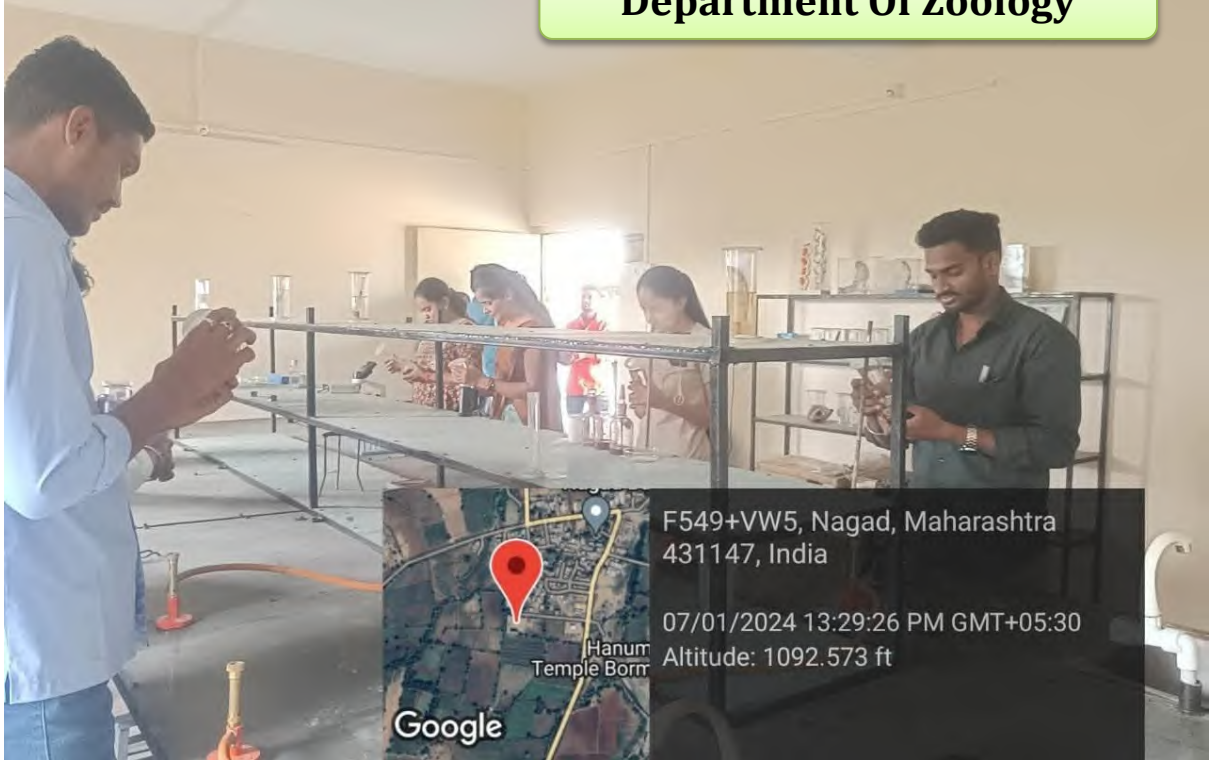 Department Of Zoology
F549+VW5, Nagad, Maharashtra
431147, India
07/01/2024 13:29:26 PM GMT+05:30
Altitude: 1092.573 ft
Hanum
Temple Borm
Google